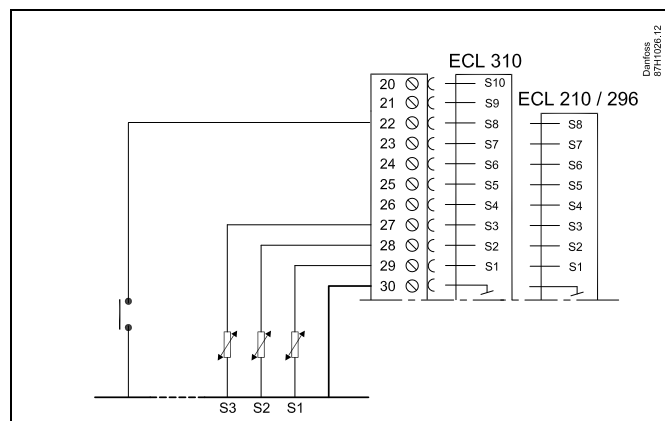 Danfoss
87H1026.12
ECL 310
ECL 210 / 296
20 S10
21 S9
22 S8 S8
23 S7 S7
24 S6 S6
25 S5 S5
26 S4 S4
27 S3 S3
28 S2 S2
29 S1 S1
30
S3 S2 S1